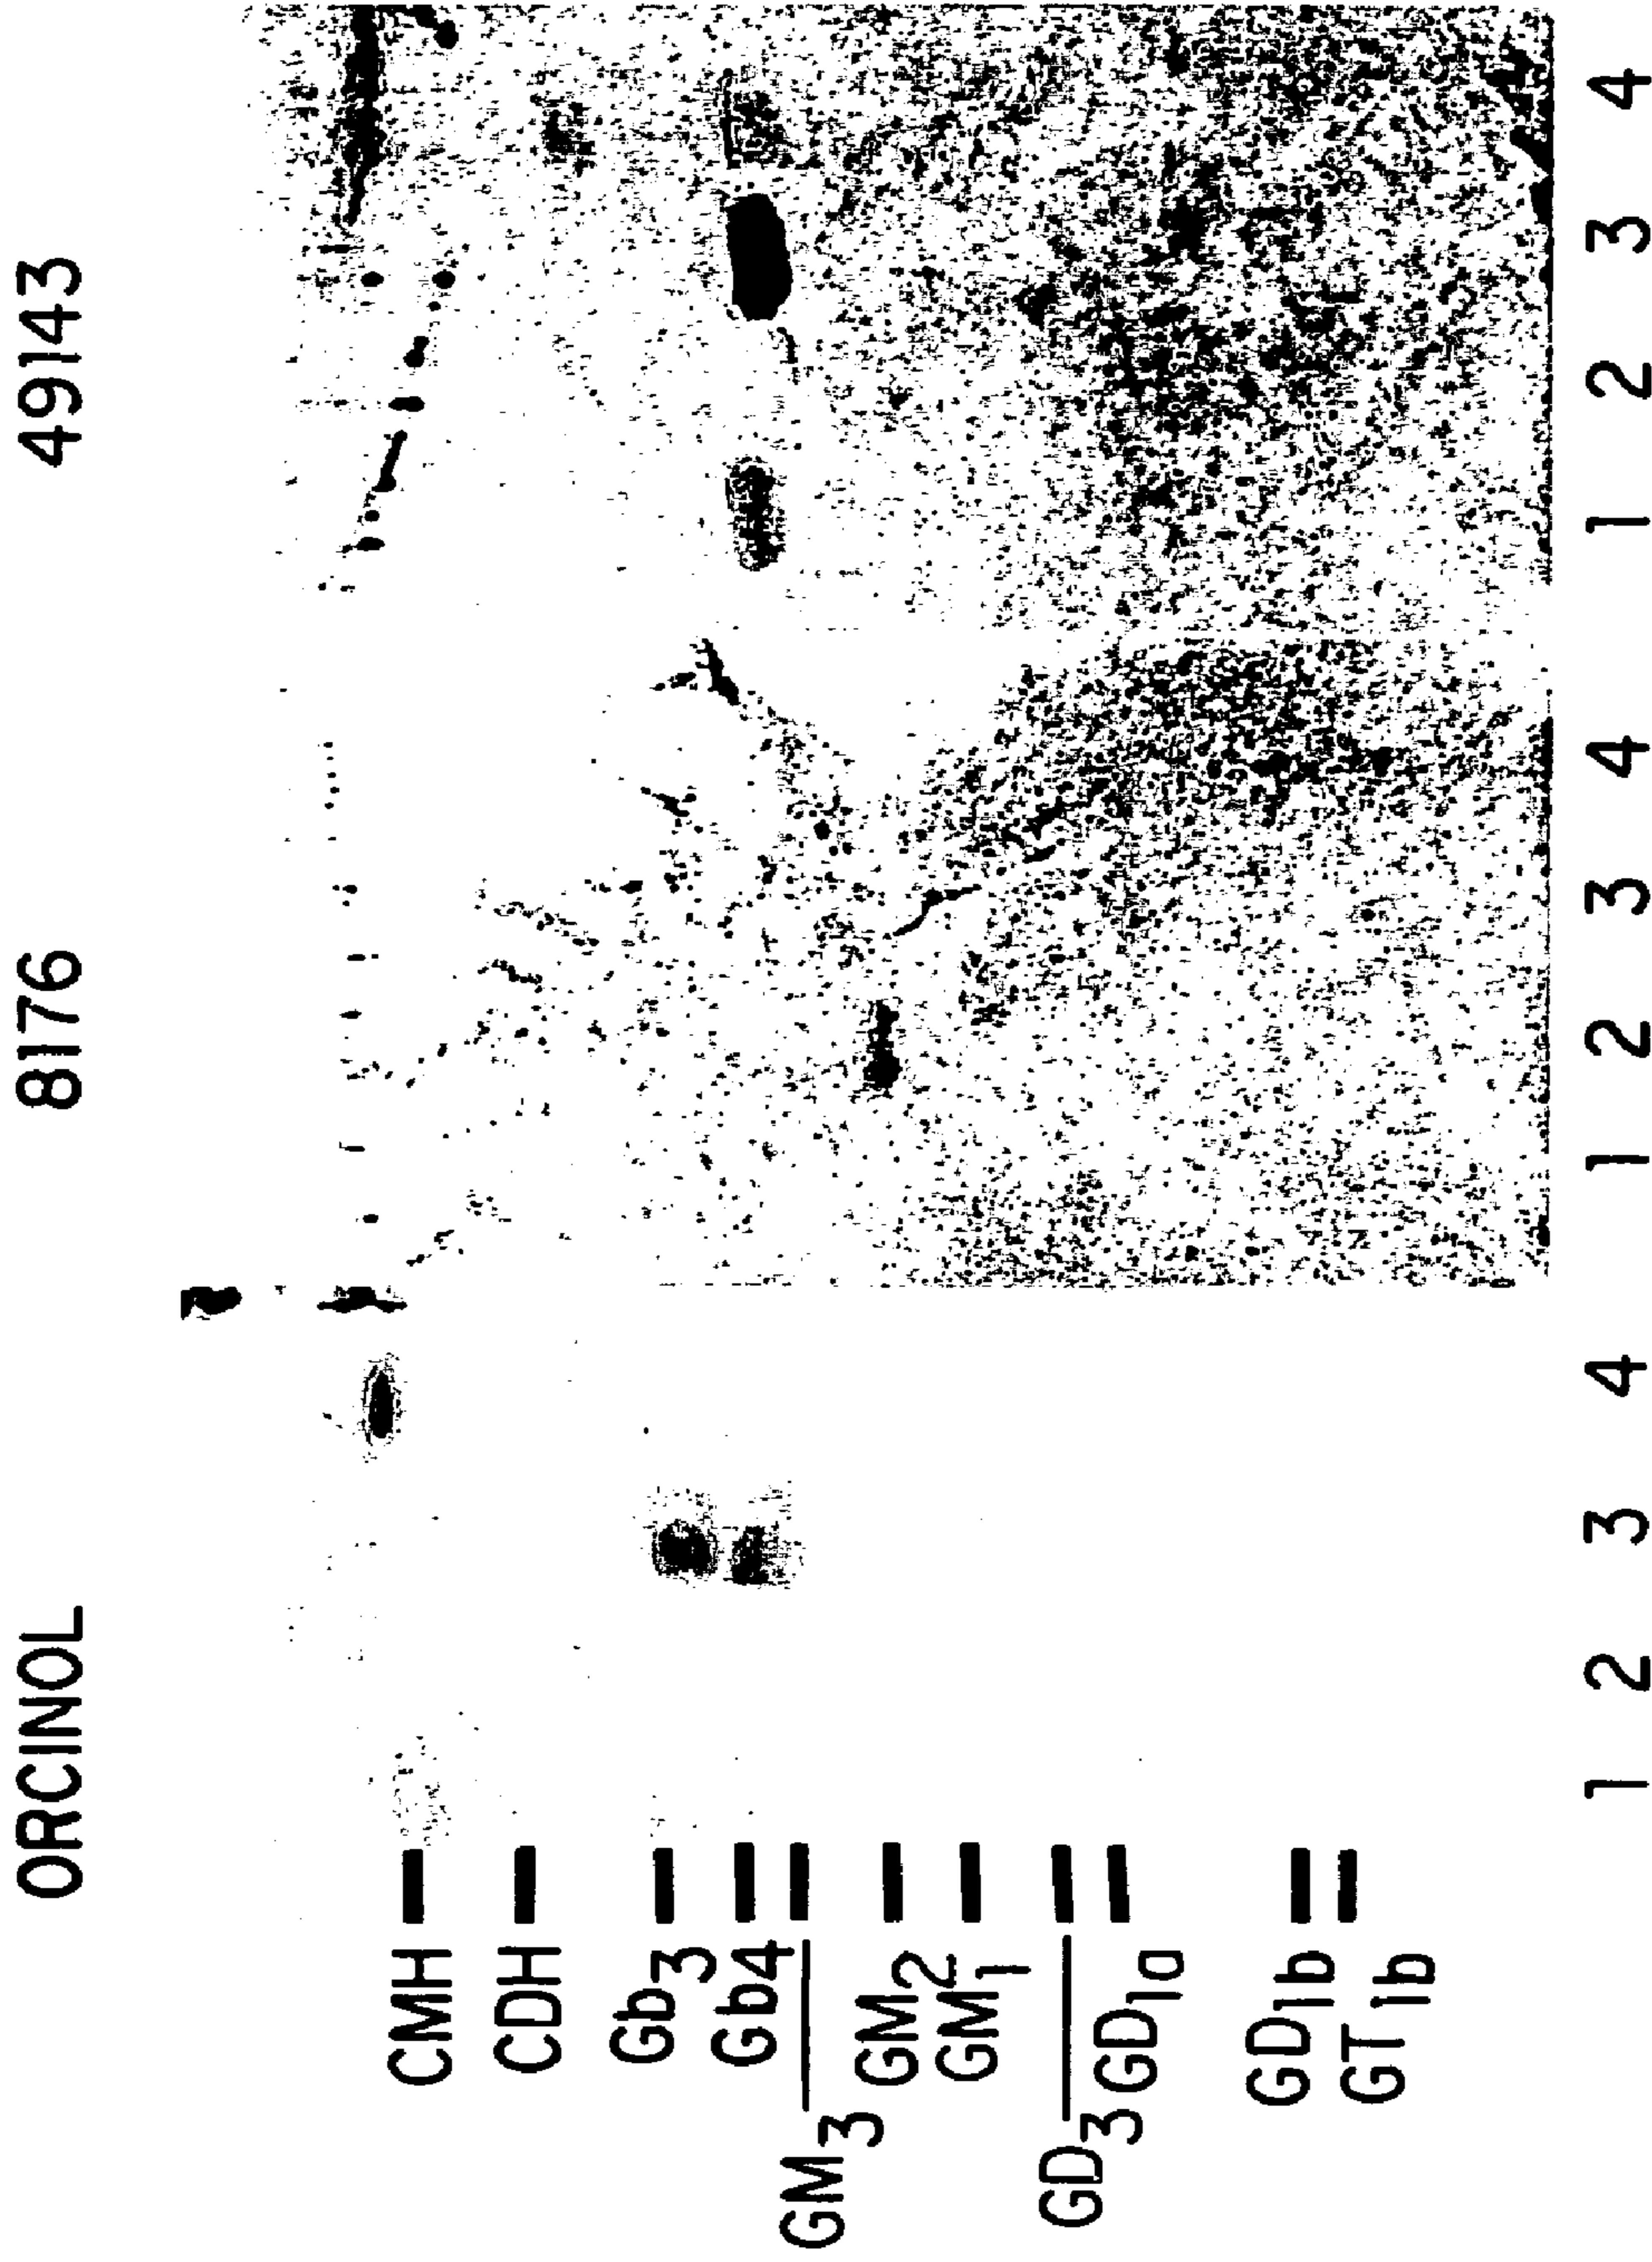 ORCINOL 8176 49143
CMH
CDH
Gb3
Gb4
GM3
GM2
GM1
GD3
GD1a
GD1b
GT1b
1 2 3 4 1 2 3 4 1 2 3 4